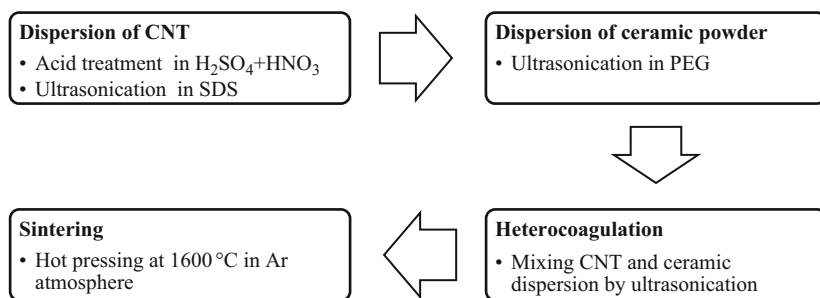 Dispersion of CNT
• Acid treatment in H₂SO₄+HNO₃
• Ultrasonication in SDS
Dispersion of ceramic powder
• Ultrasonication in PEG
Heterocoagulation
• Mixing CNT and ceramic
dispersion by ultrasonication
Sintering
• Hot pressing at 1600 °C in Ar
atmosphere